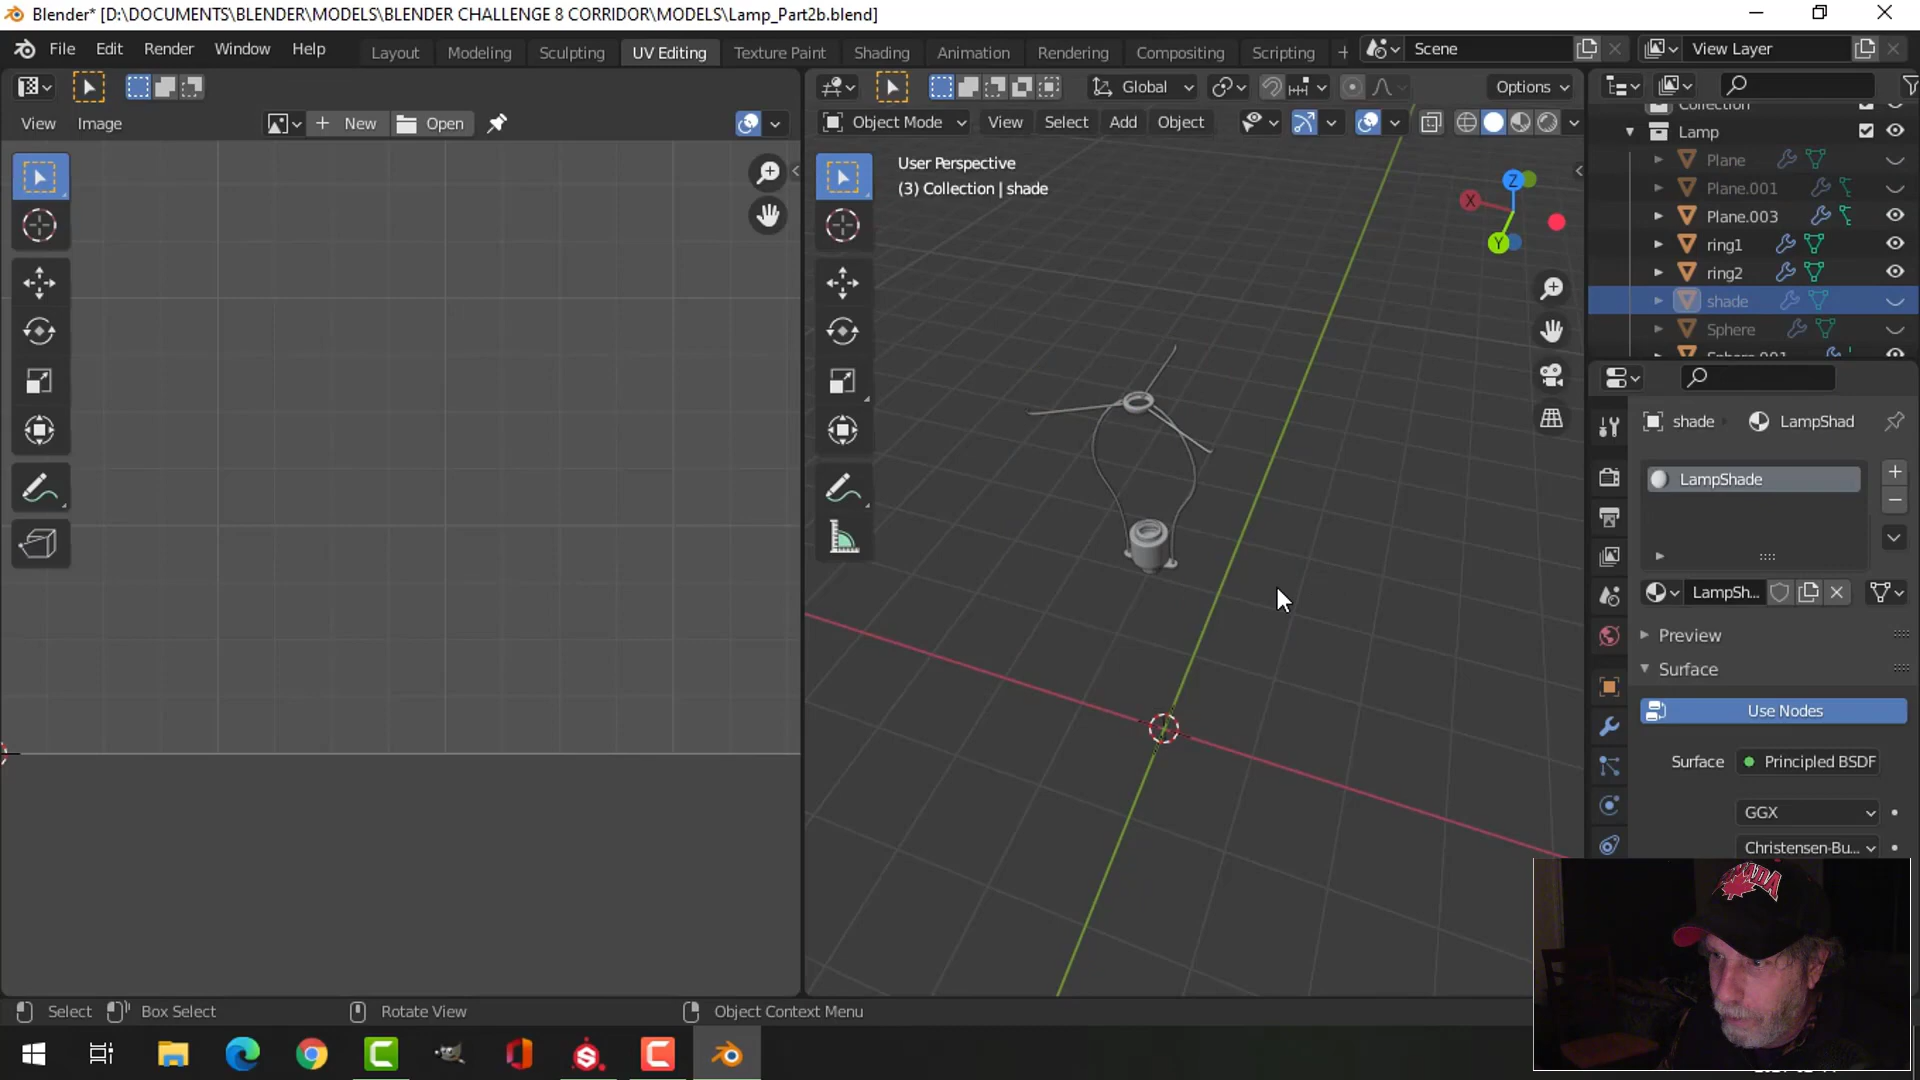 Blender* [D:\DOCUMENTS\BLENDER\MODELS\BLENDER CHALLENGE 8 CORRIDOR\MODELS\Lamp_Part2b.blend]
File Edit Render Window Help Layout Modeling Sculpting UV Editing Texture Paint Shading Animation Rendering Compositing Scripting + Scene View Layer
Global Options
View Image + New Open Object Mode View Select Add Object
Collection
Lamp
User Perspective
(3) Collection | shade
Plane
Plane.001
Plane.003
ring1
ring2
shade
Sphere
Sphere.001
X
Y
Z
shade LampShad
LampShade
LampSh...
Preview
Surface
Use Nodes
Surface Principled BSDF
GGX
Christensen-Bu...
CANADA
Select Box Select Rotate View Object Context Menu